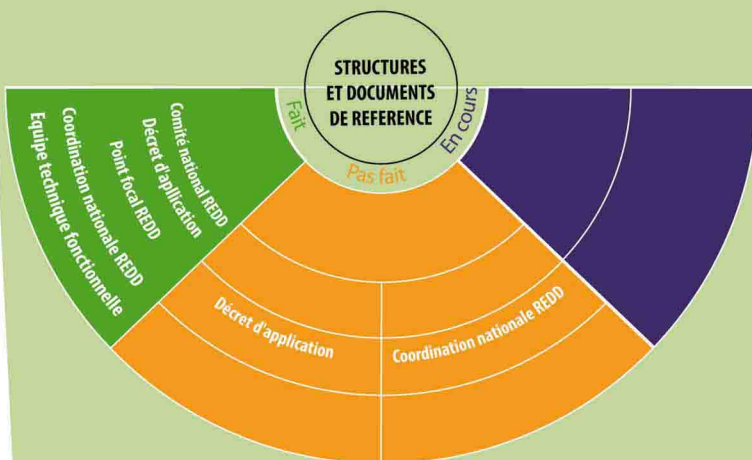 STRUCTURES
ET DOCUMENTS
DE REFERENCE
Fait
Pas fait
En cours
Comité national REDD
Décret d'apllication
Point focal REDD
Coordination nationale REDD
Equipe technique fonctionnelle
Décret d'application
Coordination nationale REDD